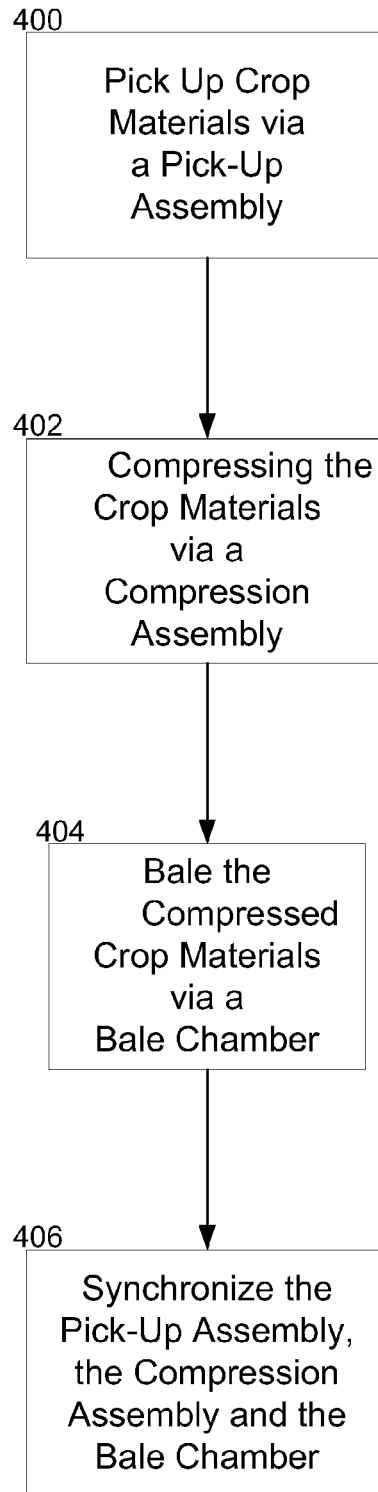 400
Pick Up Crop
Materials via
a Pick-Up
Assembly
402
Compressing the
Crop Materials
via a
Compression
Assembly
404
Bale the
Compressed
Crop Materials
via a
Bale Chamber
406
Synchronize the
Pick-Up Assembly,
the Compression
Assembly and the
Bale Chamber